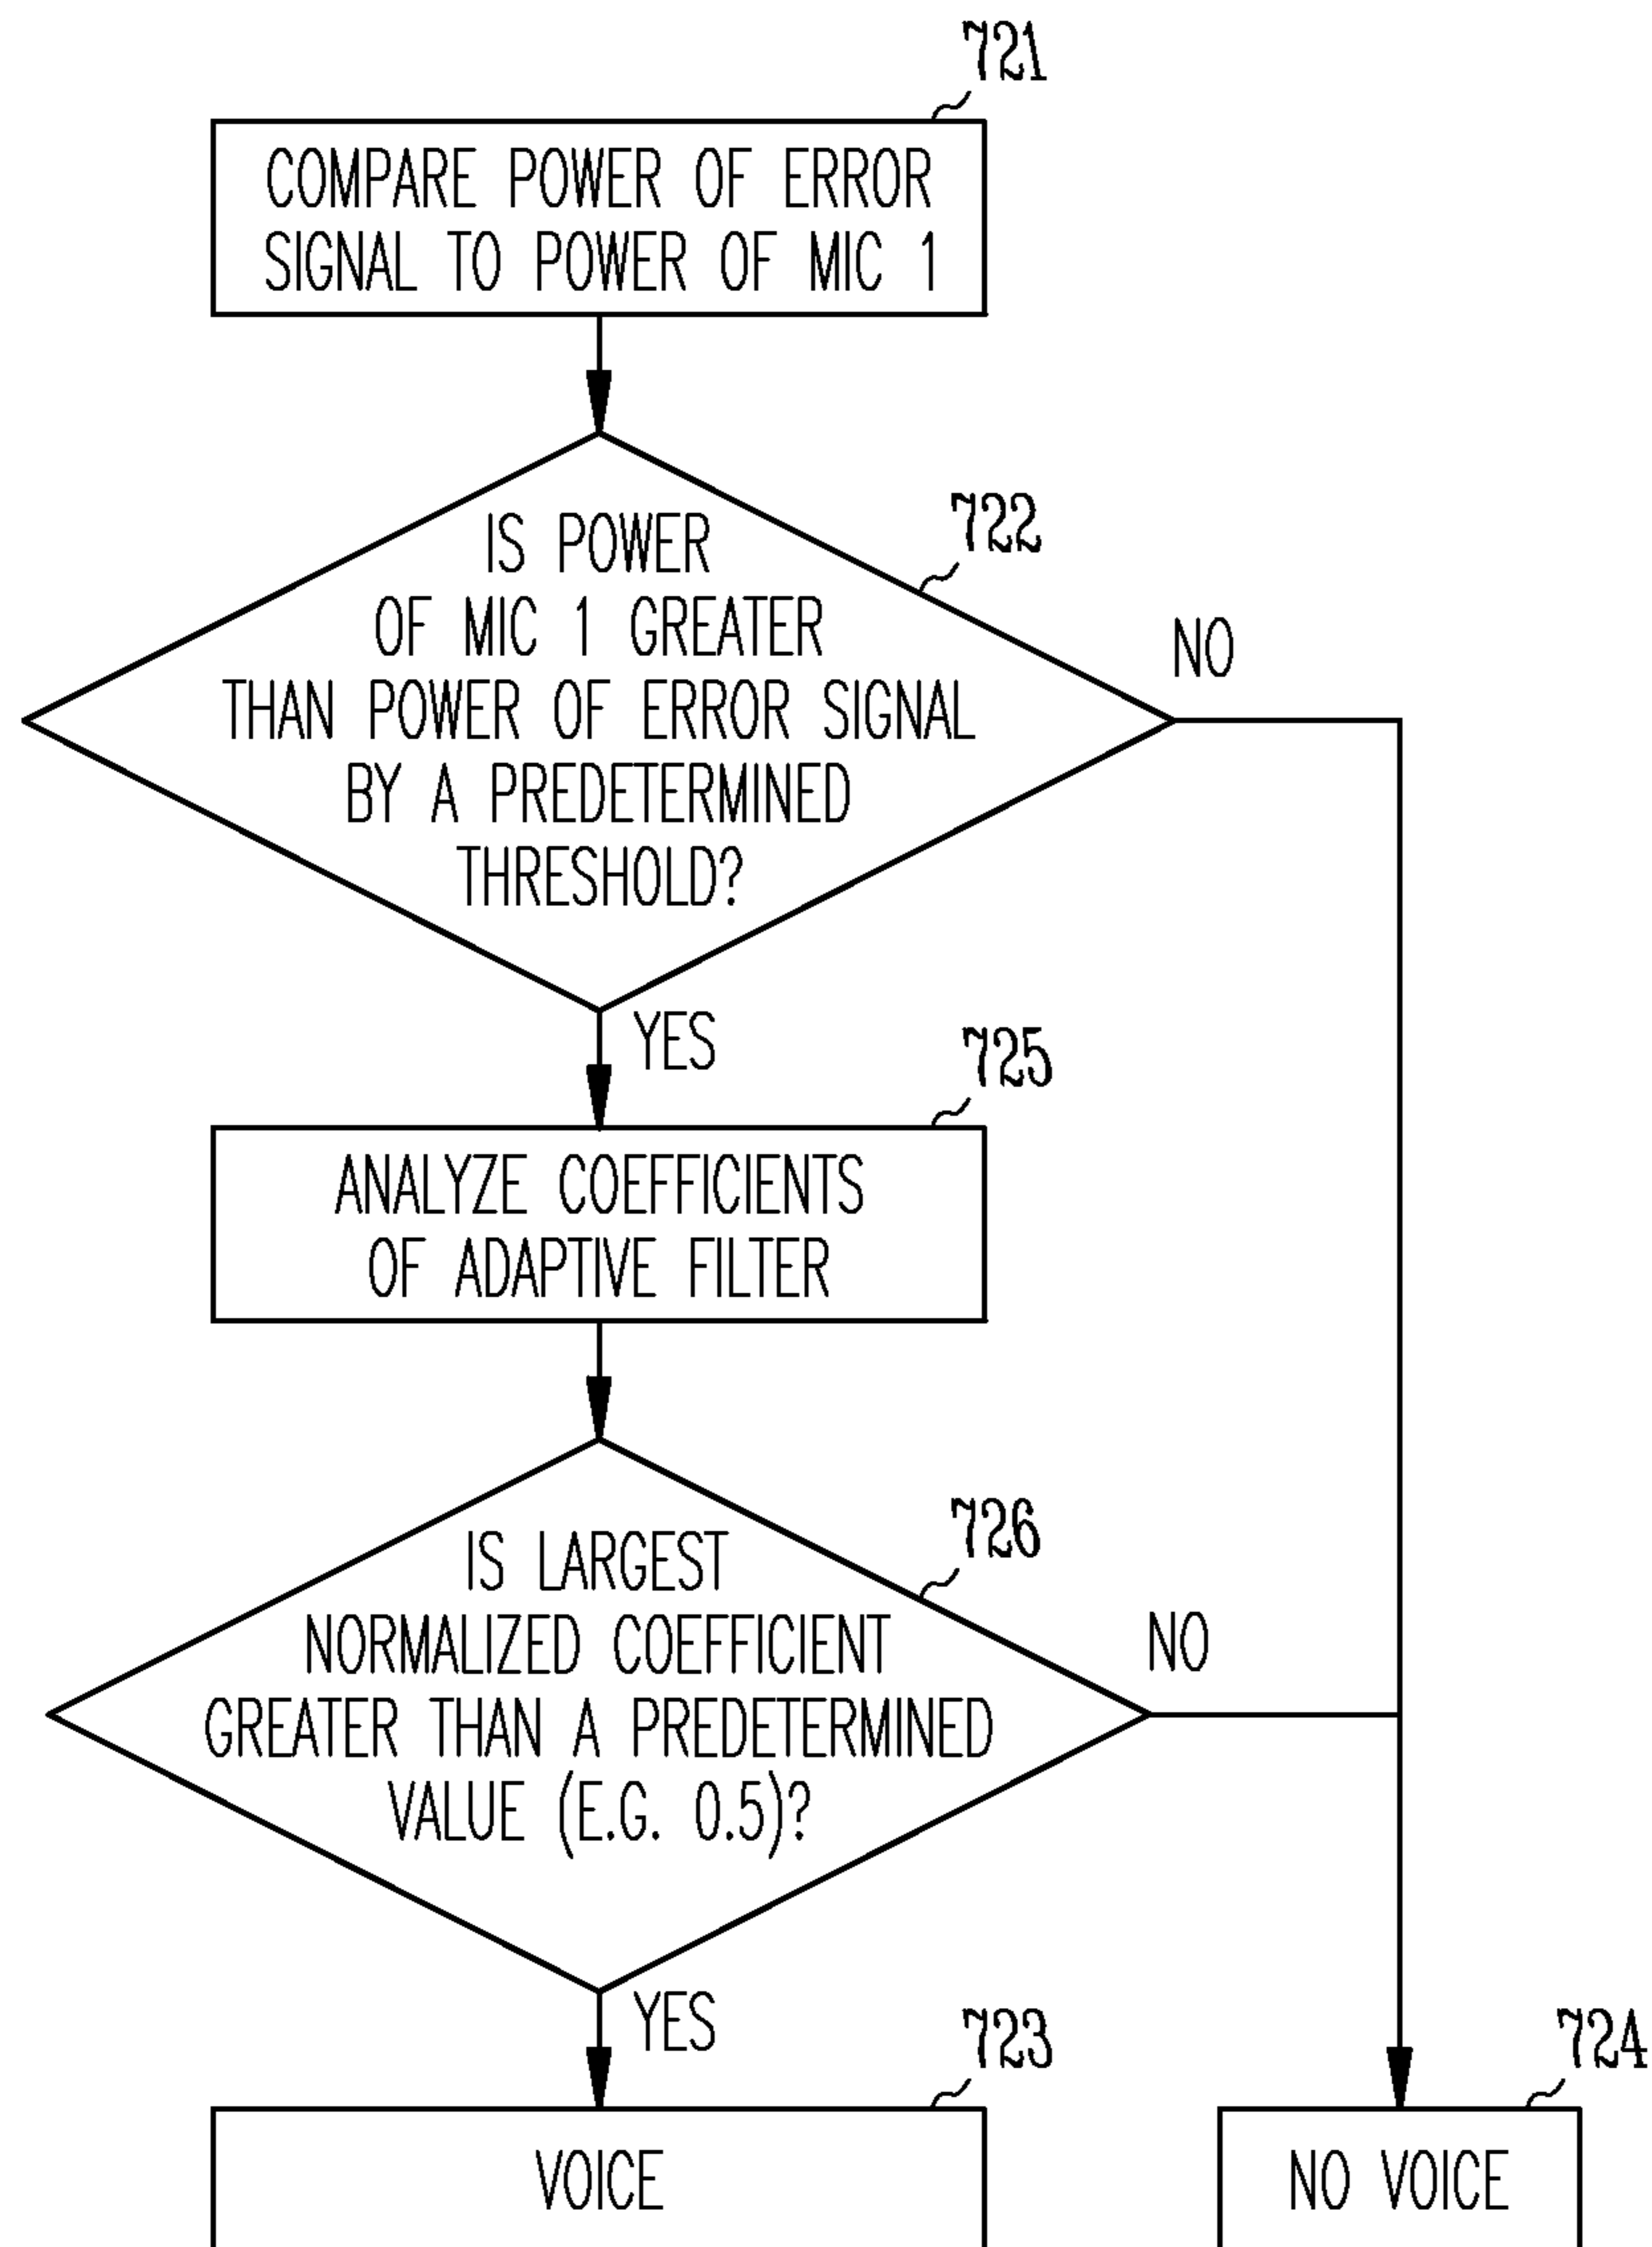 721
COMPARE POWER OF ERROR
SIGNAL TO POWER OF MIC 1
722
IS POWER
OF MIC 1 GREATER
THAN POWER OF ERROR SIGNAL
BY A PREDETERMINED
THRESHOLD?
NO
YES
725
ANALYZE COEFFICIENTS
OF ADAPTIVE FILTER
726
IS LARGEST
NORMALIZED COEFFICIENT
GREATER THAN A PREDETERMINED
VALUE (E.G. 0.5)?
NO
YES
723
VOICE
724
NO VOICE